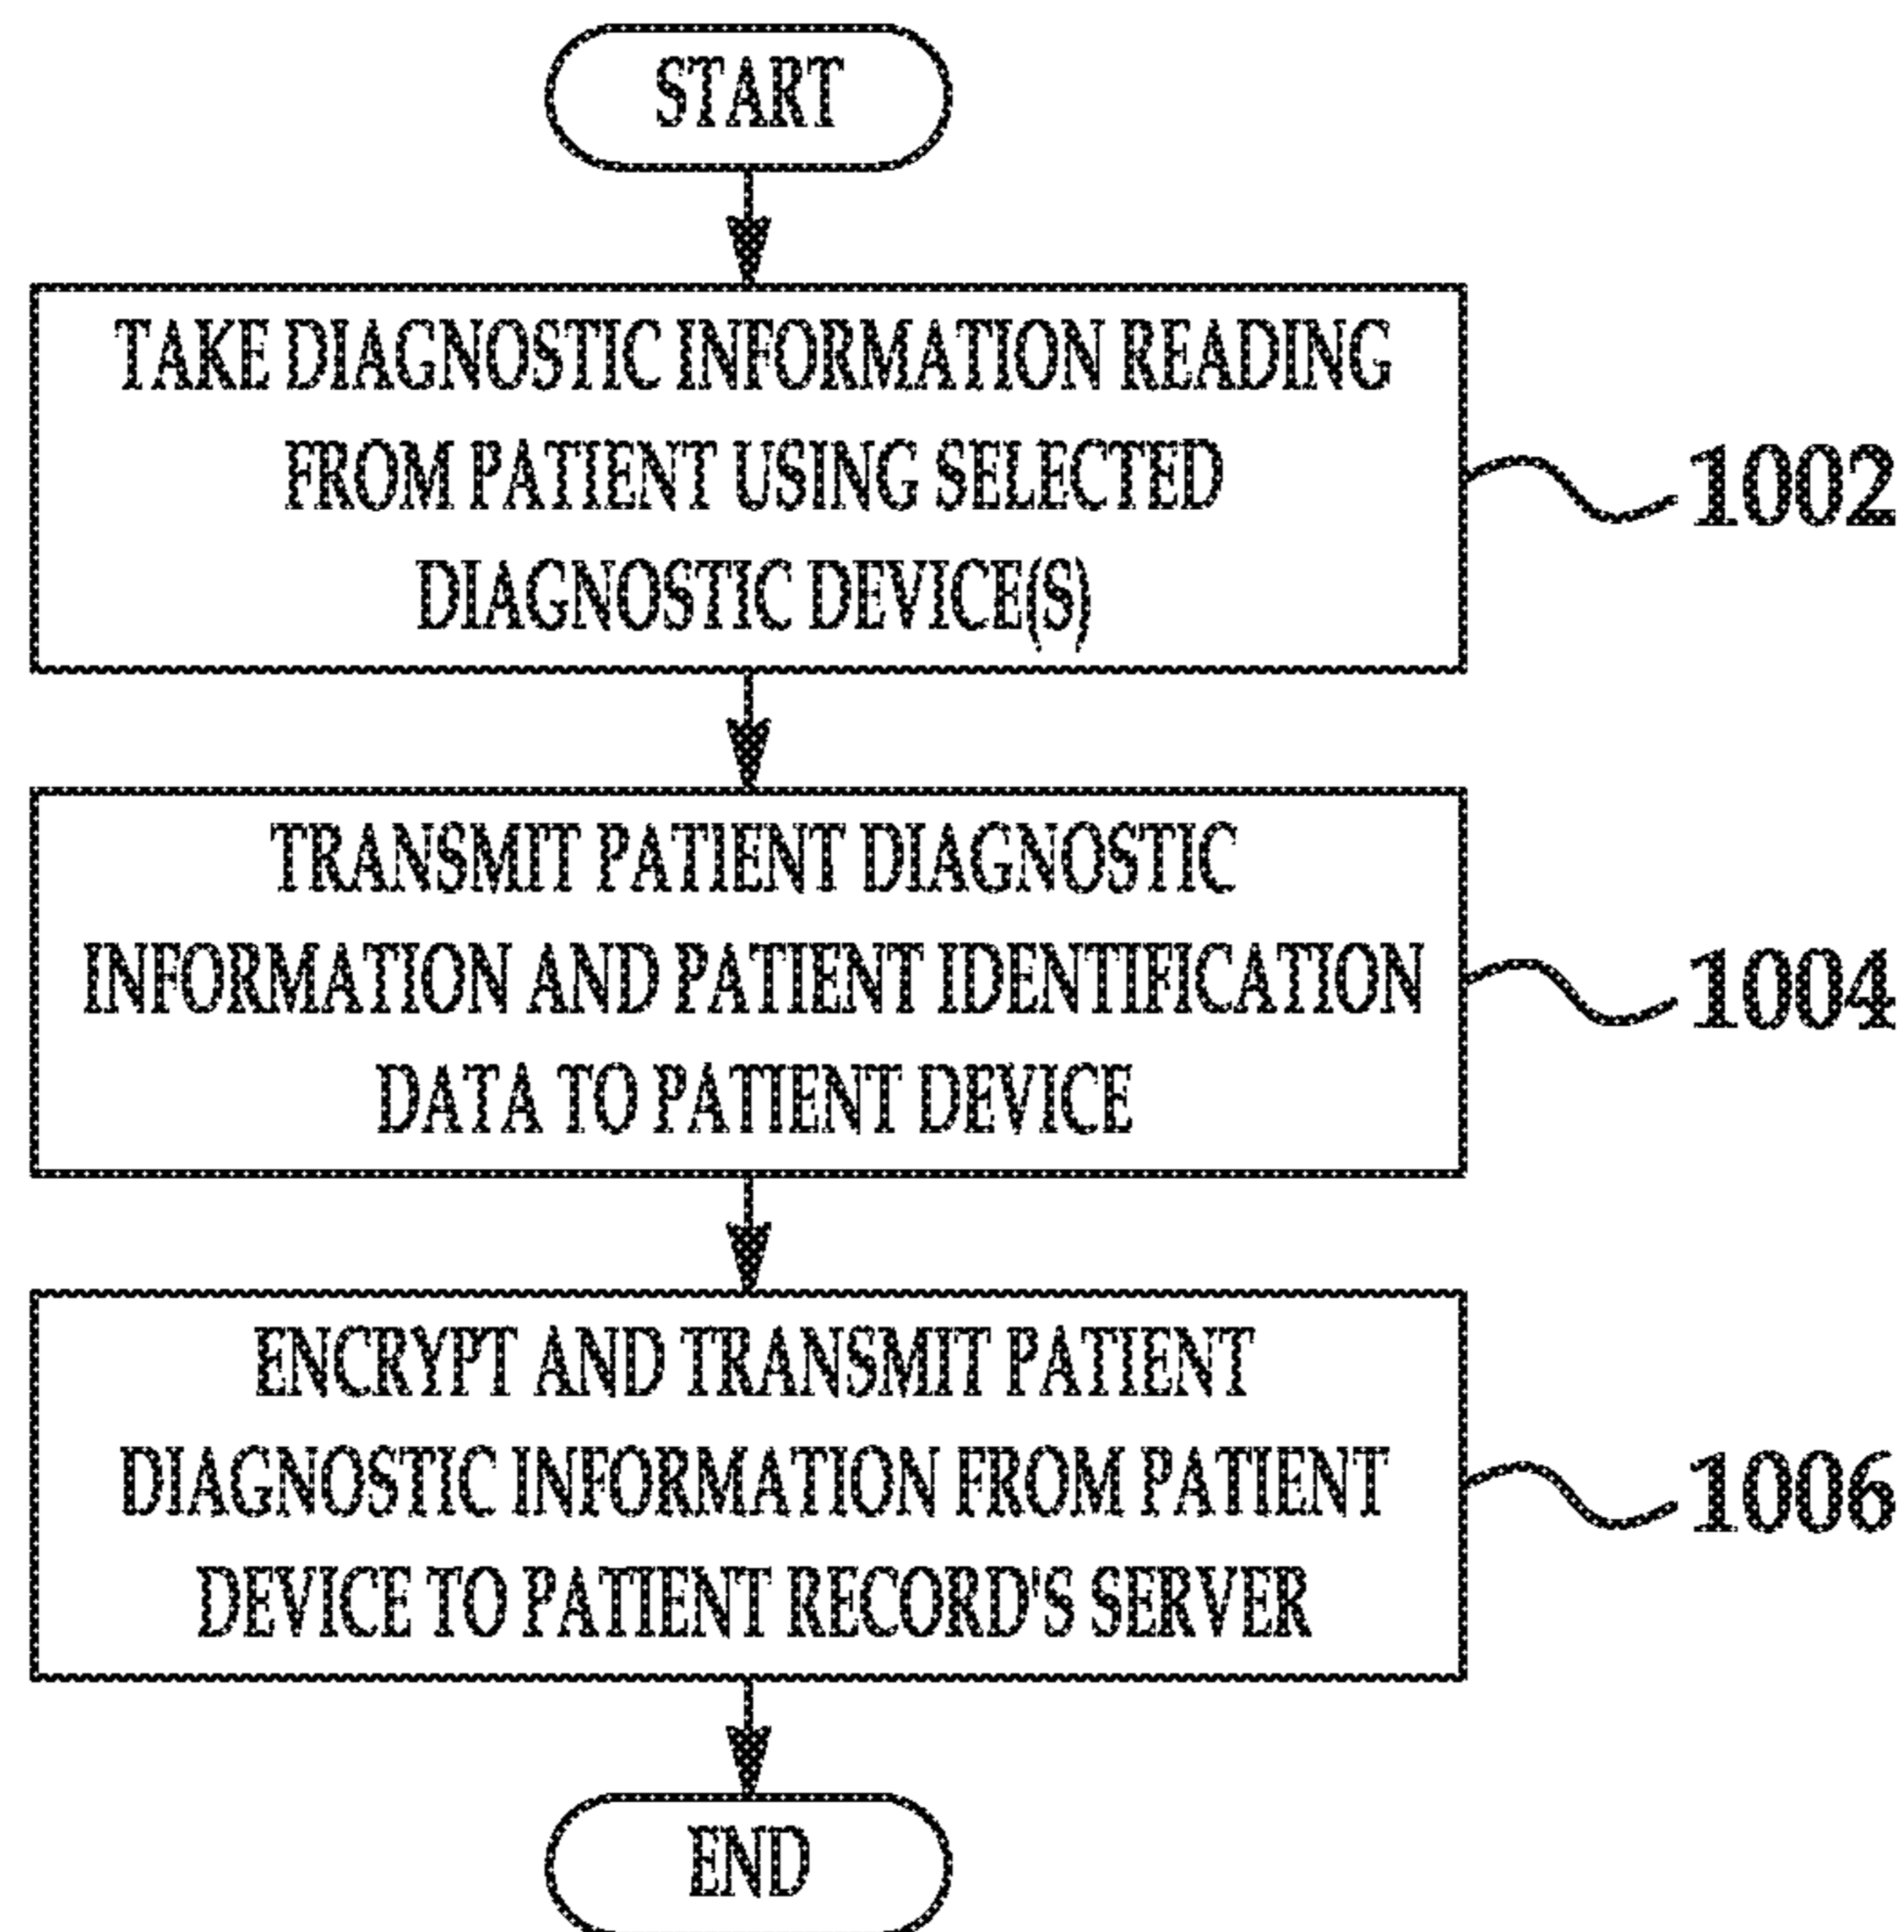 START
TAKE DIAGNOSTIC INFORMATION READING
FROM PATIENT USING SELECTED
DIAGNOSTIC DEVICE(S)
1002
TRANSMIT PATIENT DIAGNOSTIC
INFORMATION AND PATIENT IDENTIFICATION
DATA TO PATIENT DEVICE
1004
ENCRYPT AND TRANSMIT PATIENT
DIAGNOSTIC INFORMATION FROM PATIENT
DEVICE TO PATIENT RECORD'S SERVER
1006
END